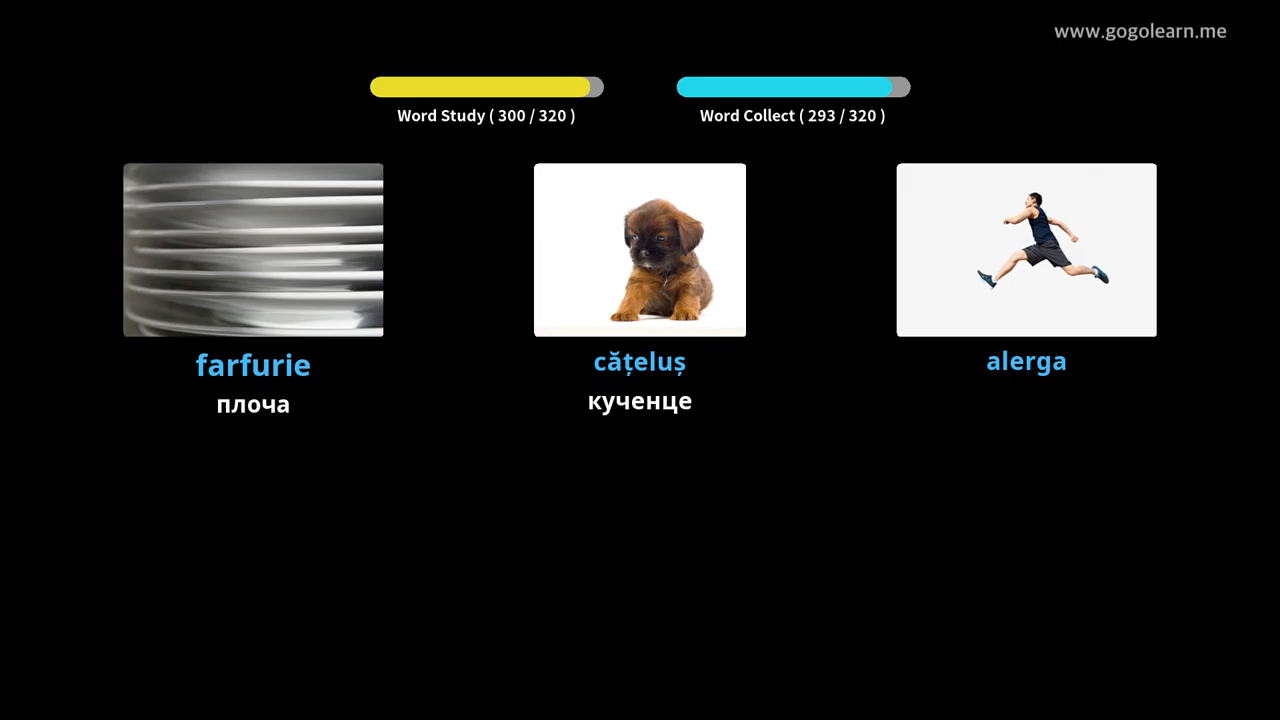 www.gogolearn.me
Word Study ( 300 / 320 )
Word Collect ( 293 / 320 )
farfurie
плоча
cățeluș
кученце
alerga